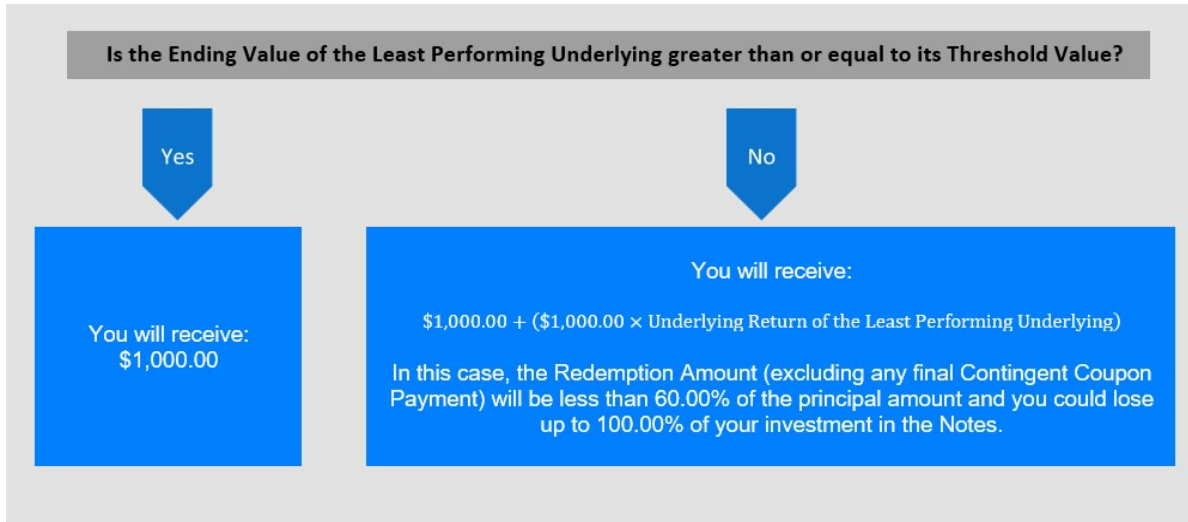 Is the Ending Value of the Least Performing Underlying greater than or equal to its Threshold Value?
Yes
No
You will receive:
$1,000.00
You will receive:
$1,000.00 + ($1,000.00 × Underlying Return of the Least Performing Underlying)
In this case, the Redemption Amount (excluding any final Contingent Coupon
Payment) will be less than 60.00% of the principal amount and you could lose
up to 100.00% of your investment in the Notes.